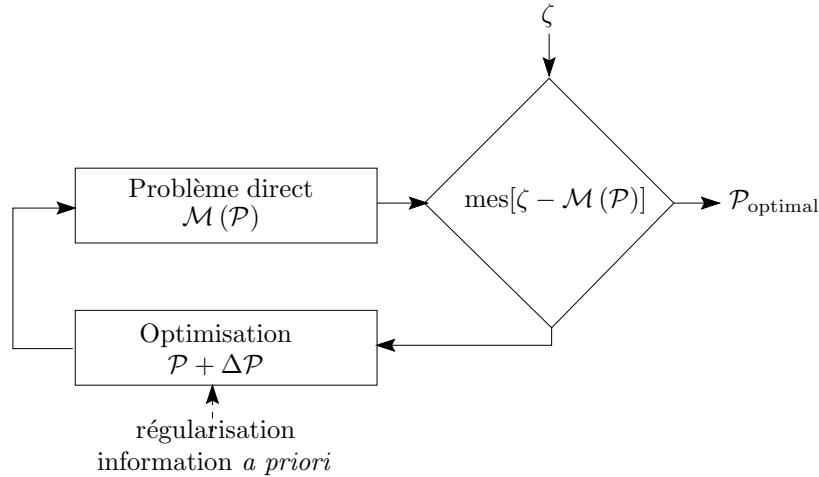 ζ
Problème direct
ℳ (𝒫)
mes[ζ − ℳ (𝒫)]
𝒫optimal
Optimisation
𝒫 + Δ𝒫
régularisation
information a priori